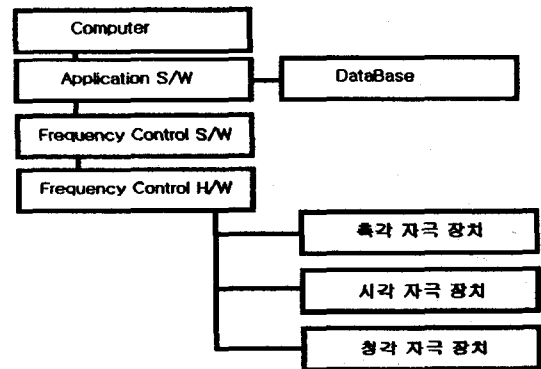 Computer
Application S/W
DataBase
Frequency Control S/W
Frequency Control H/W
촉각 자극 장치
시각 자극 장치
청각 자극 장치